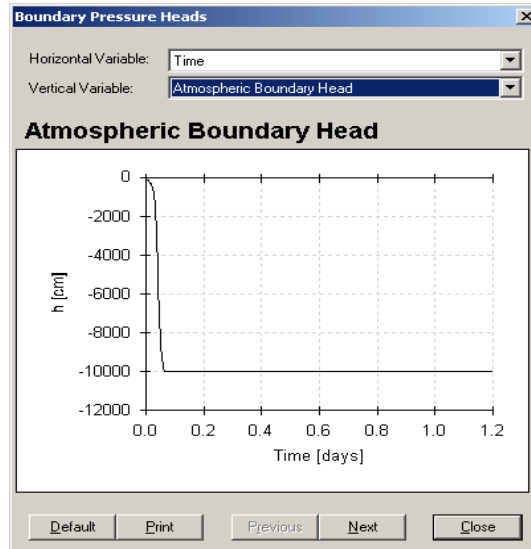 Boundary Pressure Heads
Horizontal Variable: Time
Vertical Variable: Atmospheric Boundary Head
Atmospheric Boundary Head
0
-2000
-4000
-6000
-8000
-10000
-12000
h [cm]
0.0 0.2 0.4 0.6 0.8 1.0 1.2
Time [days]
Default Print Previous Next Close